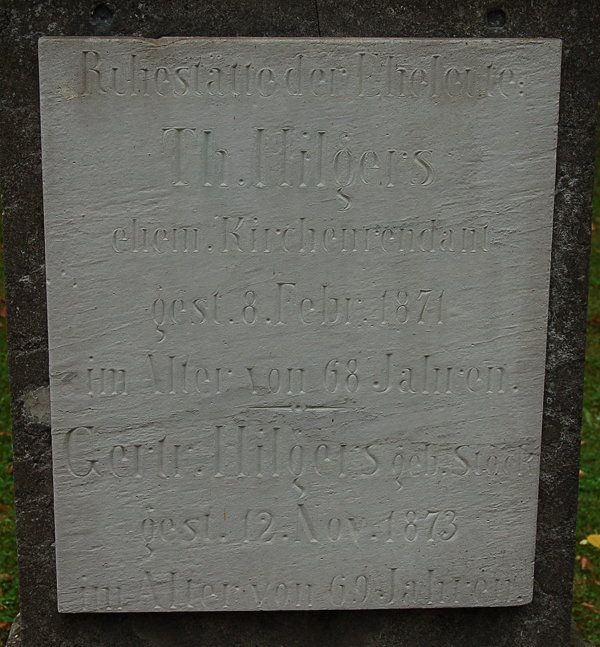 Ruhestätte der Eheleute:
Th. Hilgers
ehem. Kirchenrendant
gest. 8. Febr. 1871
im Alter von 68 Jahren.
Gertr. Hilgers geb. Stock
gest. 12. Nov. 1873
im Alter von 69 Jahren